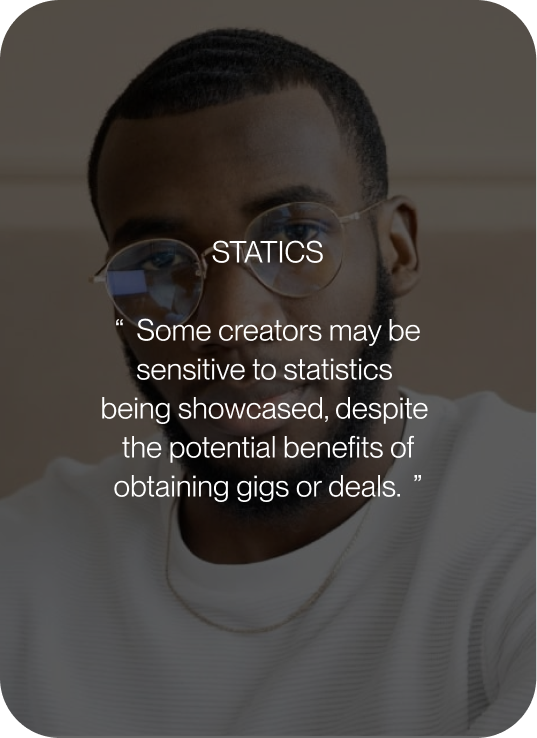 STATICS
“ Some creators may be
sensitive to statistics
being showcased, despite
the potential benefits of
obtaining gigs or deals. ”